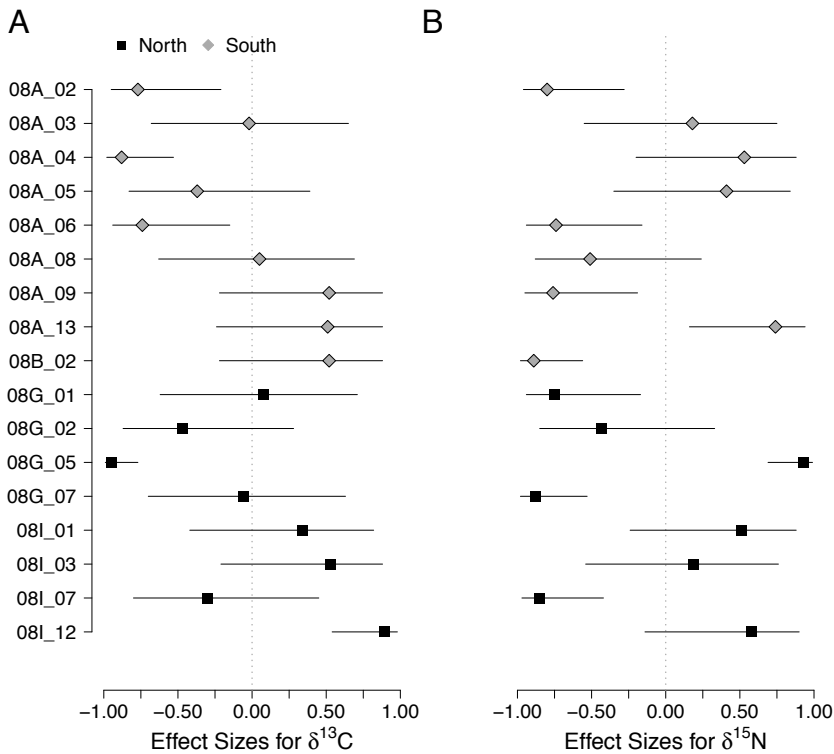 A
B
North South
08A_02
08A_03
08A_04
08A_05
08A_06
08A_08
08A_09
08A_13
08B_02
08G_01
08G_02
08G_05
08G_07
08I_01
08I_03
08I_07
08I_12
−1.00 −0.50 0.00 0.50 1.00
−1.00 −0.50 0.00 0.50 1.00
Effect Sizes for δ¹³C
Effect Sizes for δ¹⁵N